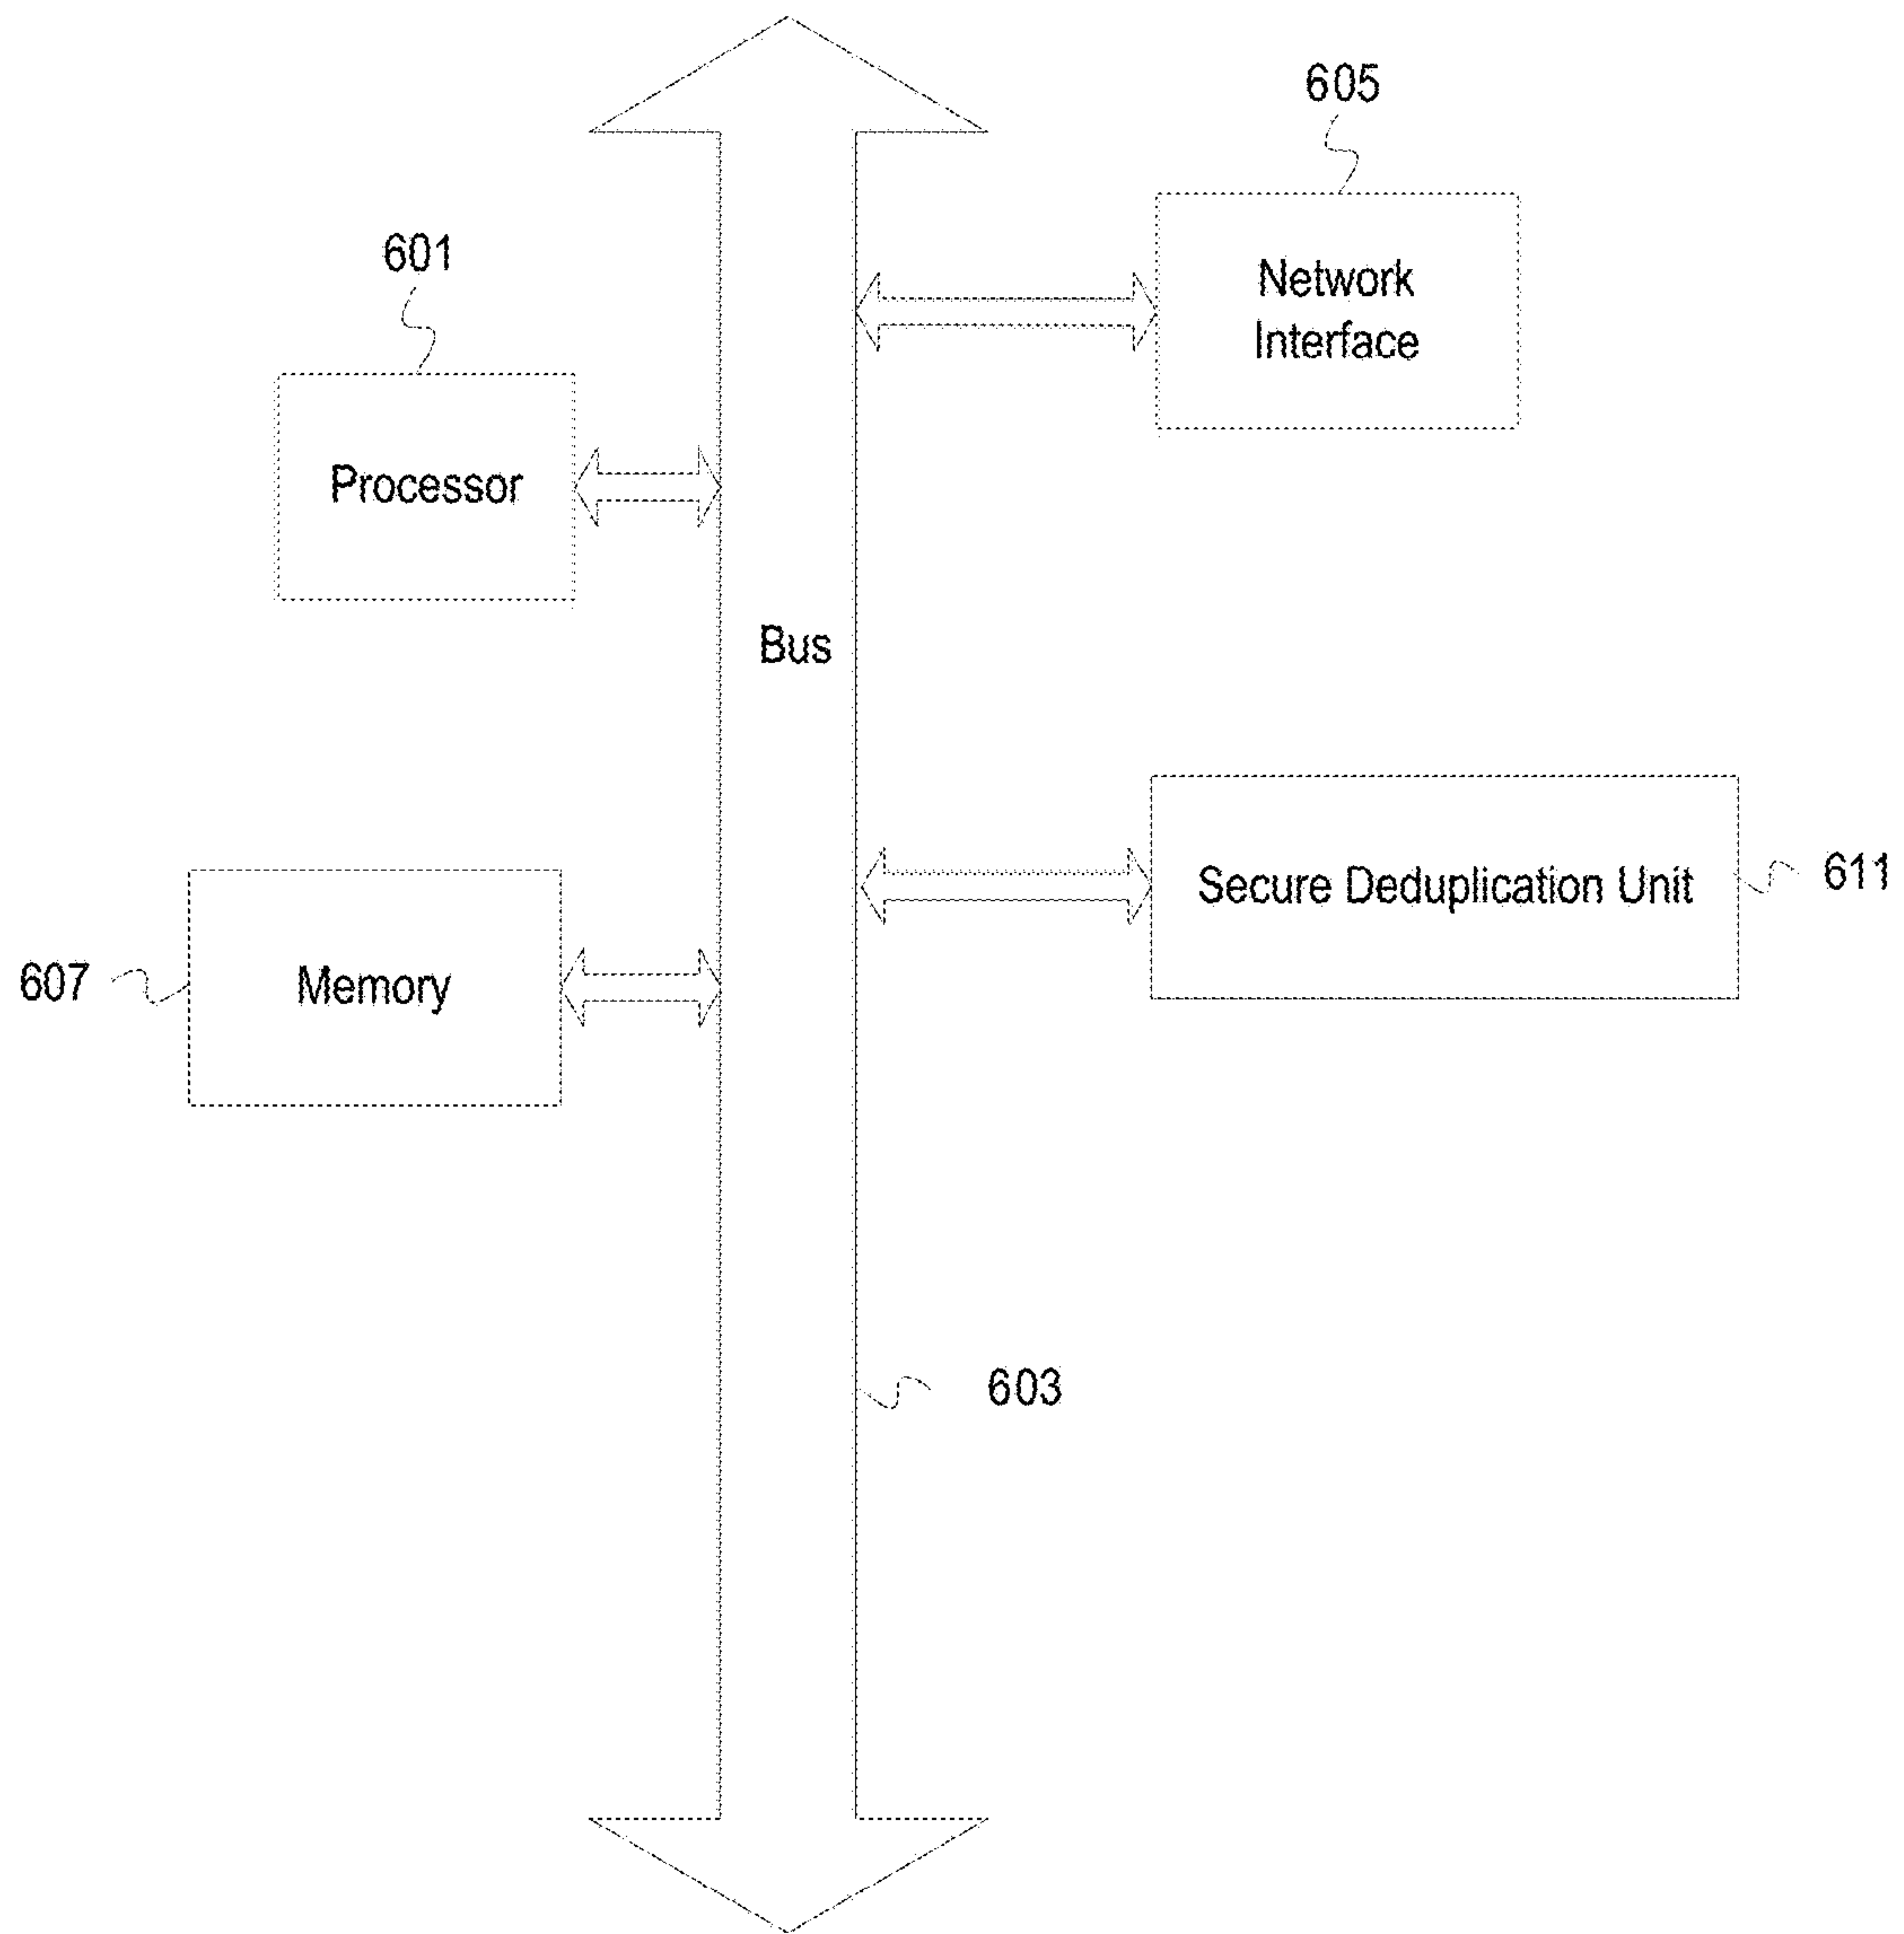 605
601
Network
Interface
Processor
Bus
Secure Deduplication Unit
611
607
Memory
603